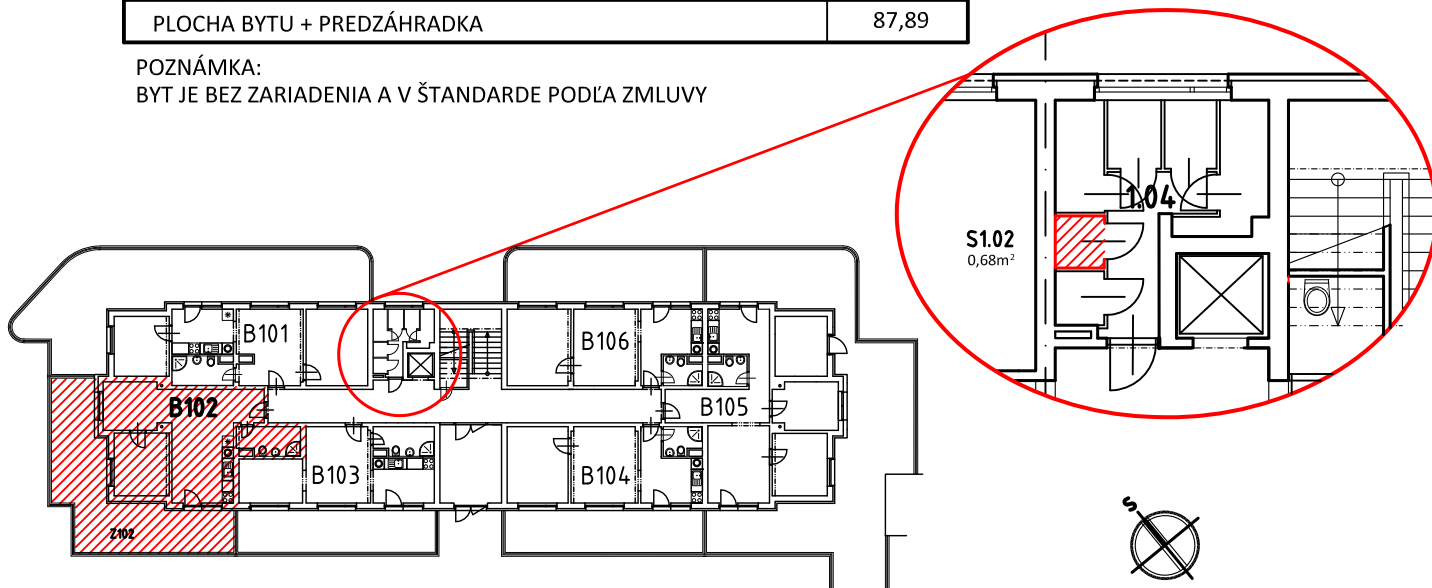 PLOCHA BYTU + PREDZÁHRADKA 87,89
POZNÁMKA:
BYT JE BEZ ZARIADENIA A V ŠTANDARDE PODĽA ZMLUVY
1.04
S1.02
0,68m²
B101
B106
B102
B105
B103
B104
Z102
S